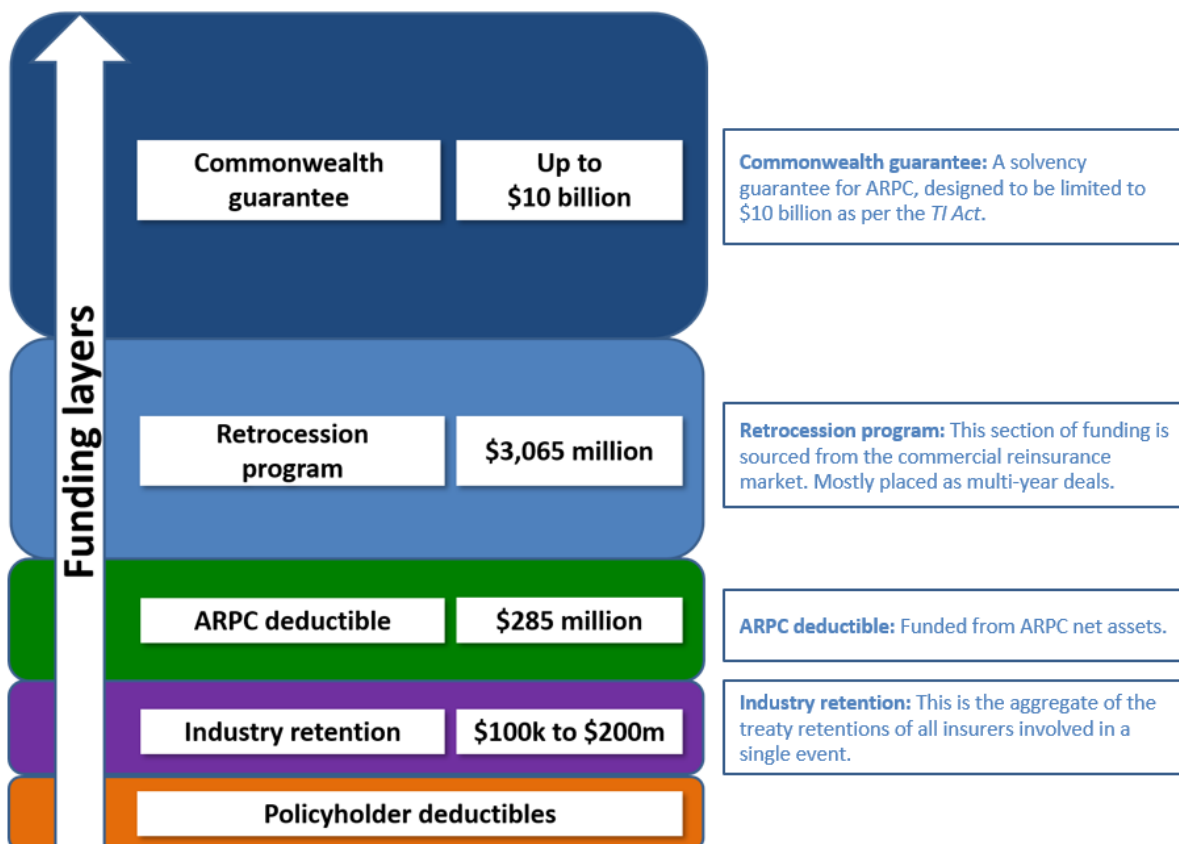 Funding layers
Commonwealth
guarantee
Up to
$10 billion
Commonwealth guarantee: A solvency
guarantee for ARPC, designed to be limited to
$10 billion as per the TI Act.
Retrocession
program
$3,065 million
Retrocession program: This section of funding is
sourced from the commercial reinsurance
market. Mostly placed as multi-year deals.
ARPC deductible
$285 million
ARPC deductible: Funded from ARPC net assets.
Industry retention
$100k to $200m
Industry retention: This is the aggregate of the
treaty retentions of all insurers involved in a
single event.
Policyholder deductibles